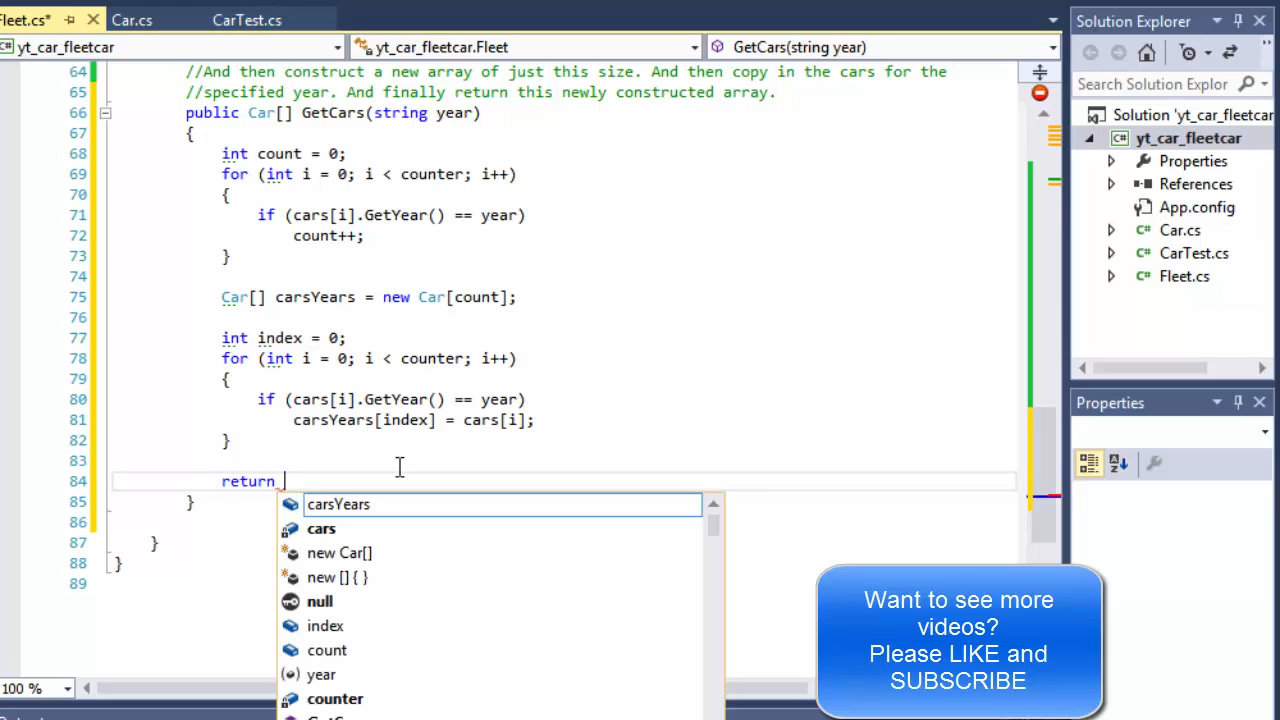 Fleet.cs*
Car.cs
CarTest.cs
yt_car_fleetcar
yt_car_fleetcar.Fleet
GetCars(string year)
64 //And then construct a new array of just this size. And then copy in the cars for the
65 //specified year. And finally return this newly constructed array.
66 public Car[] GetCars(string year)
67 {
68 int count = 0;
69 for (int i = 0; i < counter; i++)
70 {
71 if (cars[i].GetYear() == year)
72 count++;
73 }
74
75 Car[] carsYears = new Car[count];
76
77 int index = 0;
78 for (int i = 0; i < counter; i++)
79 {
80 if (cars[i].GetYear() == year)
81 carsYears[index] = cars[i];
82 }
83
84 return
85 }
86
87 }
88 }
89
carsYears
cars
new Car[]
new [] { }
null
index
count
year
counter
100 %
Solution Explorer
Search Solution Explor
Solution 'yt_car_fleetcar
yt_car_fleetcar
Properties
References
App.config
Car.cs
CarTest.cs
Fleet.cs
Properties
Want to see more
videos?
Please LIKE and
SUBSCRIBE